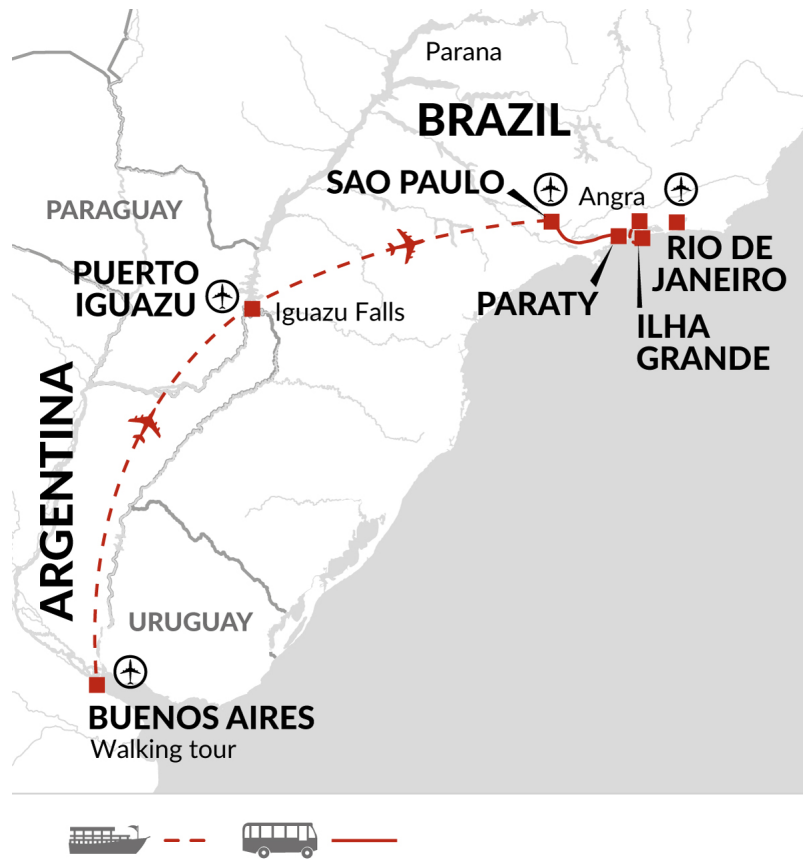 Parana
BRAZIL
SAO PAULO
Angra
PARAGUAY
RIO DE
JANEIRO
PUERTO
IGUAZU
Iguazu Falls
PARATY
ILHA
GRANDE
ARGENTINA
URUGUAY
BUENOS AIRES
Walking tour